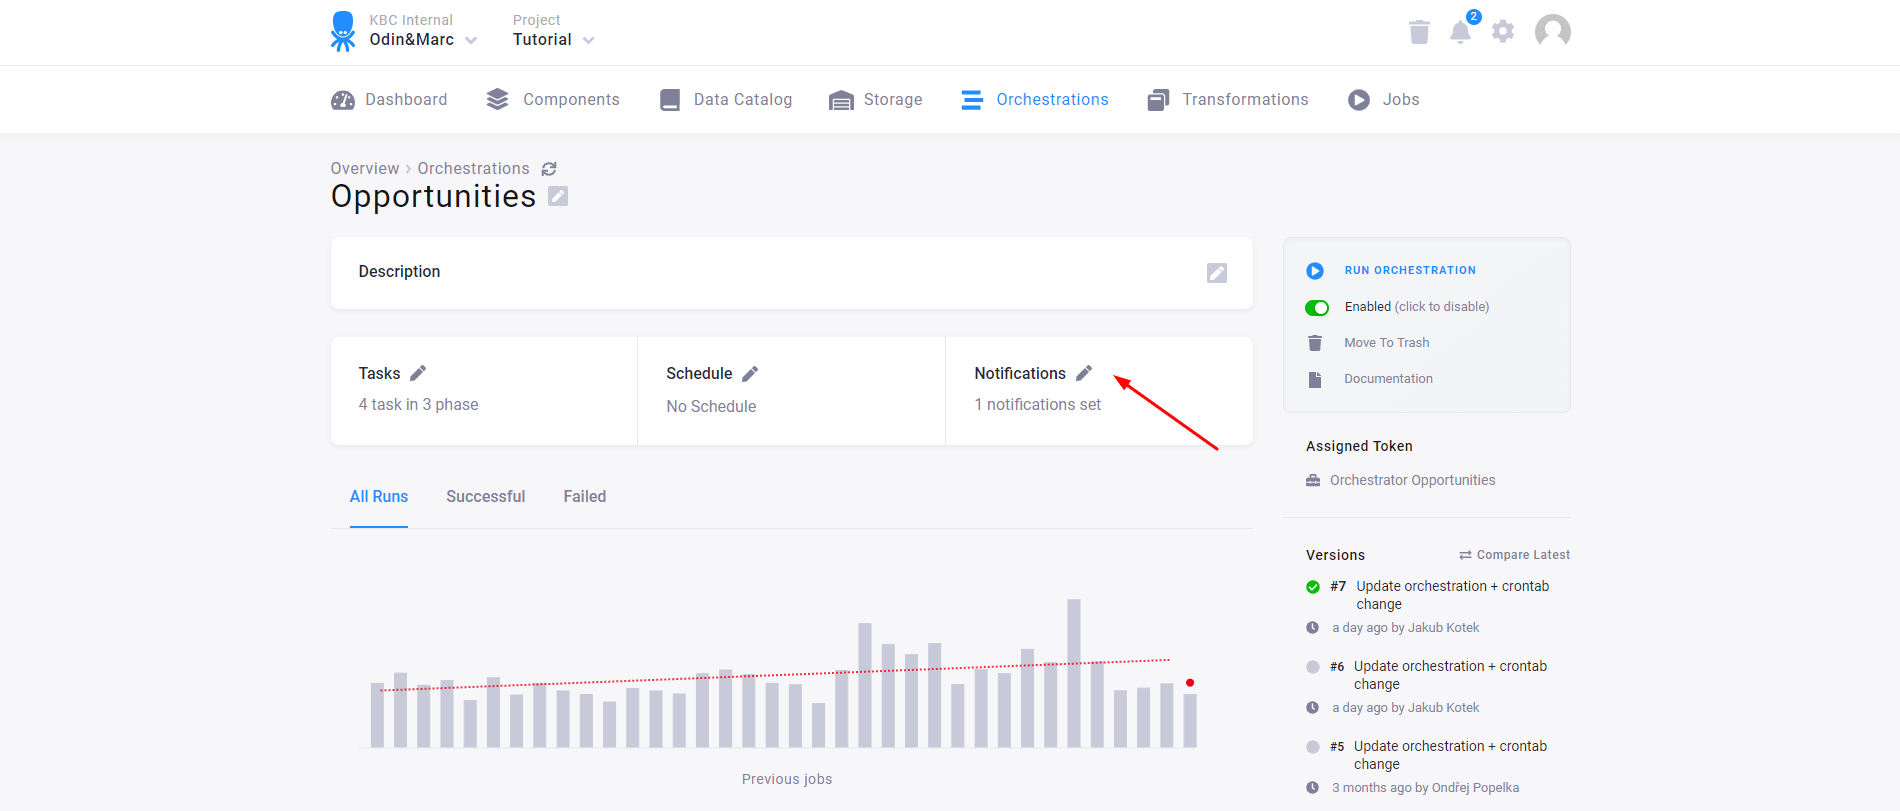 KBC Internal
Odin&Marc
Project
Tutorial
2
Dashboard
Components
Data Catalog
Storage
Orchestrations
Transformations
Jobs
Overview › Orchestrations
Opportunities
Description
Tasks
4 task in 3 phase
Schedule
No Schedule
Notifications
1 notifications set
All Runs
Successful
Failed
Previous jobs
RUN ORCHESTRATION
Enabled (click to disable)
Move To Trash
Documentation
Assigned Token
Orchestrator Opportunities
Versions
Compare Latest
#7 Update orchestration + crontab
change
a day ago by Jakub Kotek
#6 Update orchestration + crontab
change
a day ago by Jakub Kotek
#5 Update orchestration + crontab
change
3 months ago by Ondřej Popelka